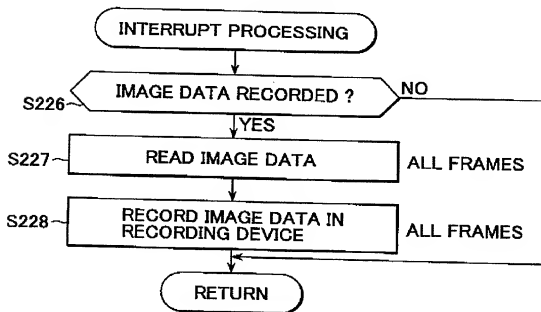 INTERRUPT PROCESSING
IMAGE DATA RECORDED ?
NO
S226
YES
S227
READ IMAGE DATA
ALL FRAMES
S228
RECORD IMAGE DATA IN
RECORDING DEVICE
ALL FRAMES
RETURN